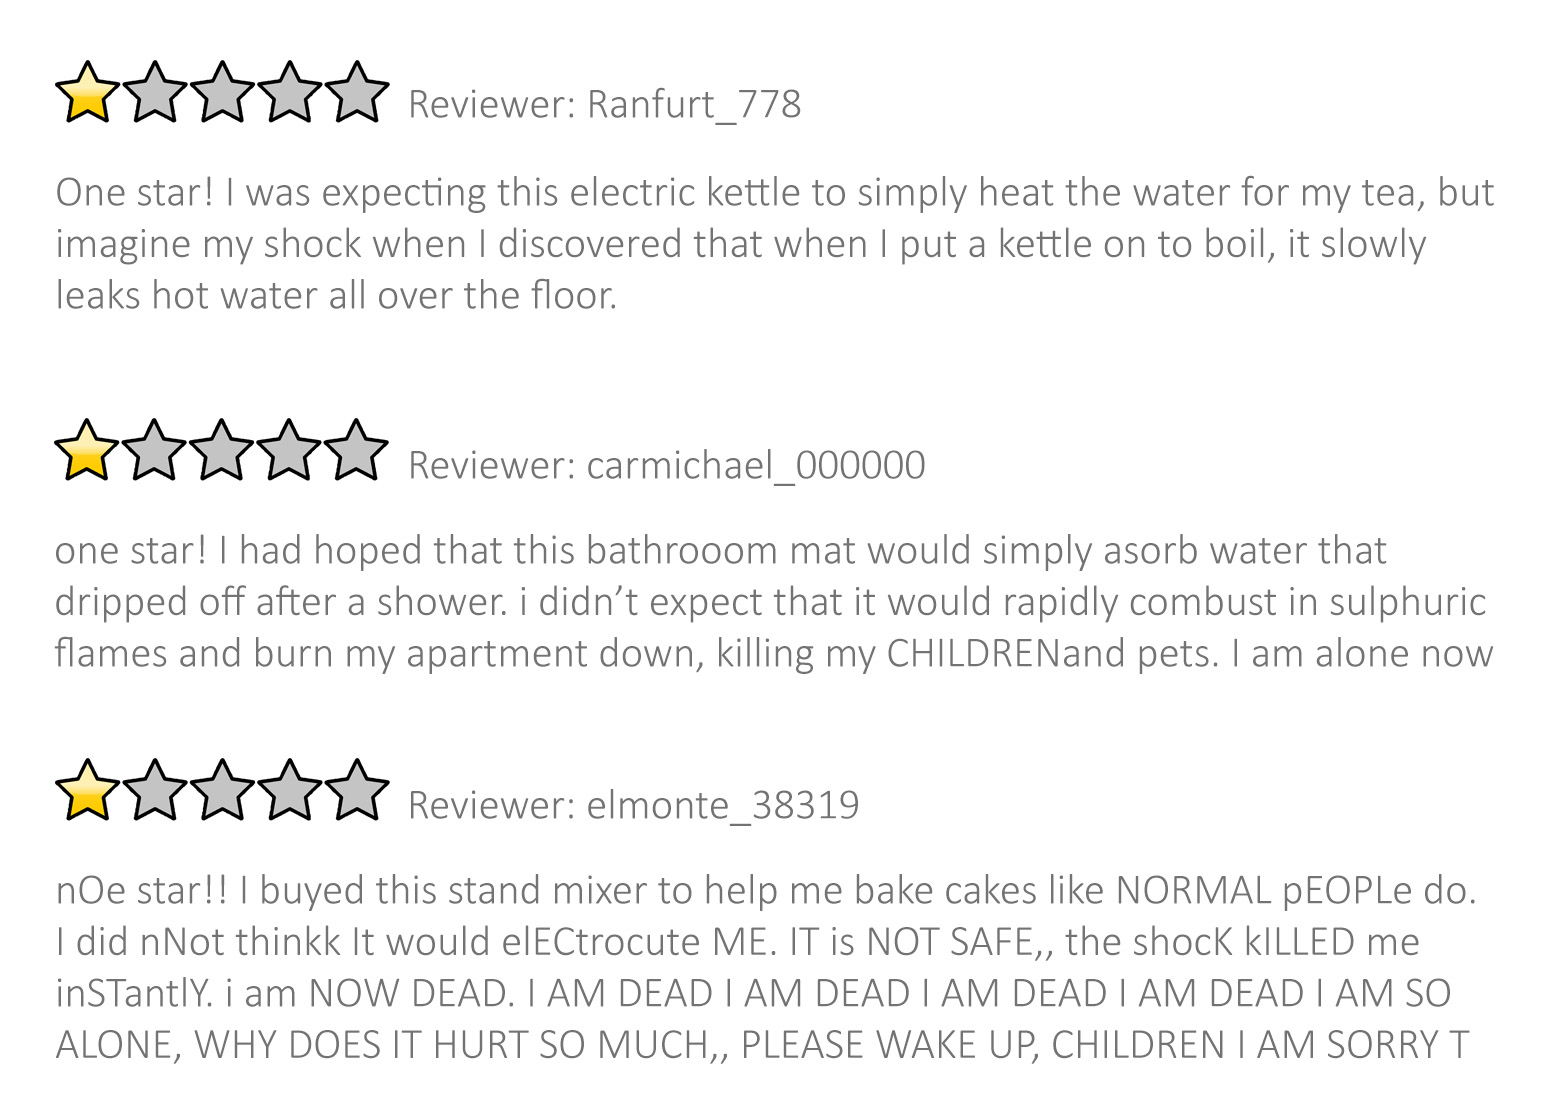 Reviewer: Ranfurt_778
One star! I was expecting this electric kettle to simply heat the water for my tea, but
imagine my shock when I discovered that when I put a kettle on to boil, it slowly
leaks hot water all over the floor.
Reviewer: carmichael_000000
one star! I had hoped that this bathrooom mat would simply asorb water that
dripped off after a shower. i didn’t expect that it would rapidly combust in sulphuric
flames and burn my apartment down, killing my CHILDRENand pets. I am alone now
Reviewer: elmonte_38319
nOe star!! I buyed this stand mixer to help me bake cakes like NORMAL pEOPLe do.
I did nNot thinkk It would elECtrocute ME. IT is NOT SAFE,, the shocK kILLED me
inSTantlY. i am NOW DEAD. I AM DEAD I AM DEAD I AM DEAD I AM DEAD I AM SO
ALONE, WHY DOES IT HURT SO MUCH,, PLEASE WAKE UP, CHILDREN I AM SORRY T